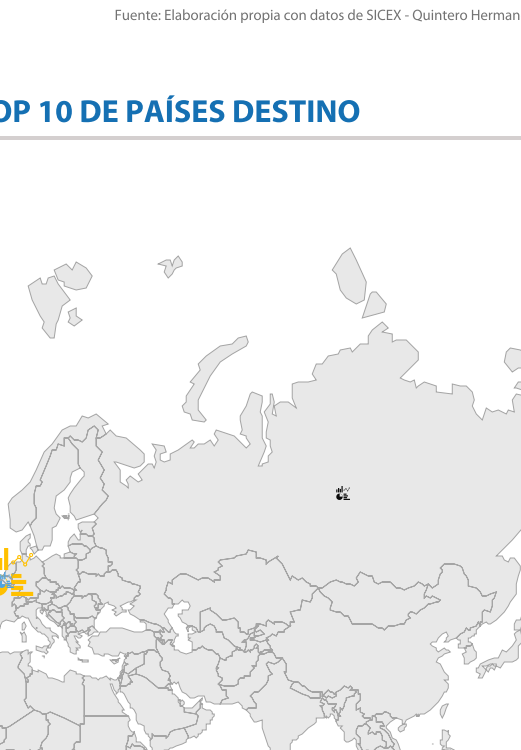 Fuente: Elaboración propia con datos de SICEX - Quintero Herman
OP 10 DE PAÍSES DESTINO